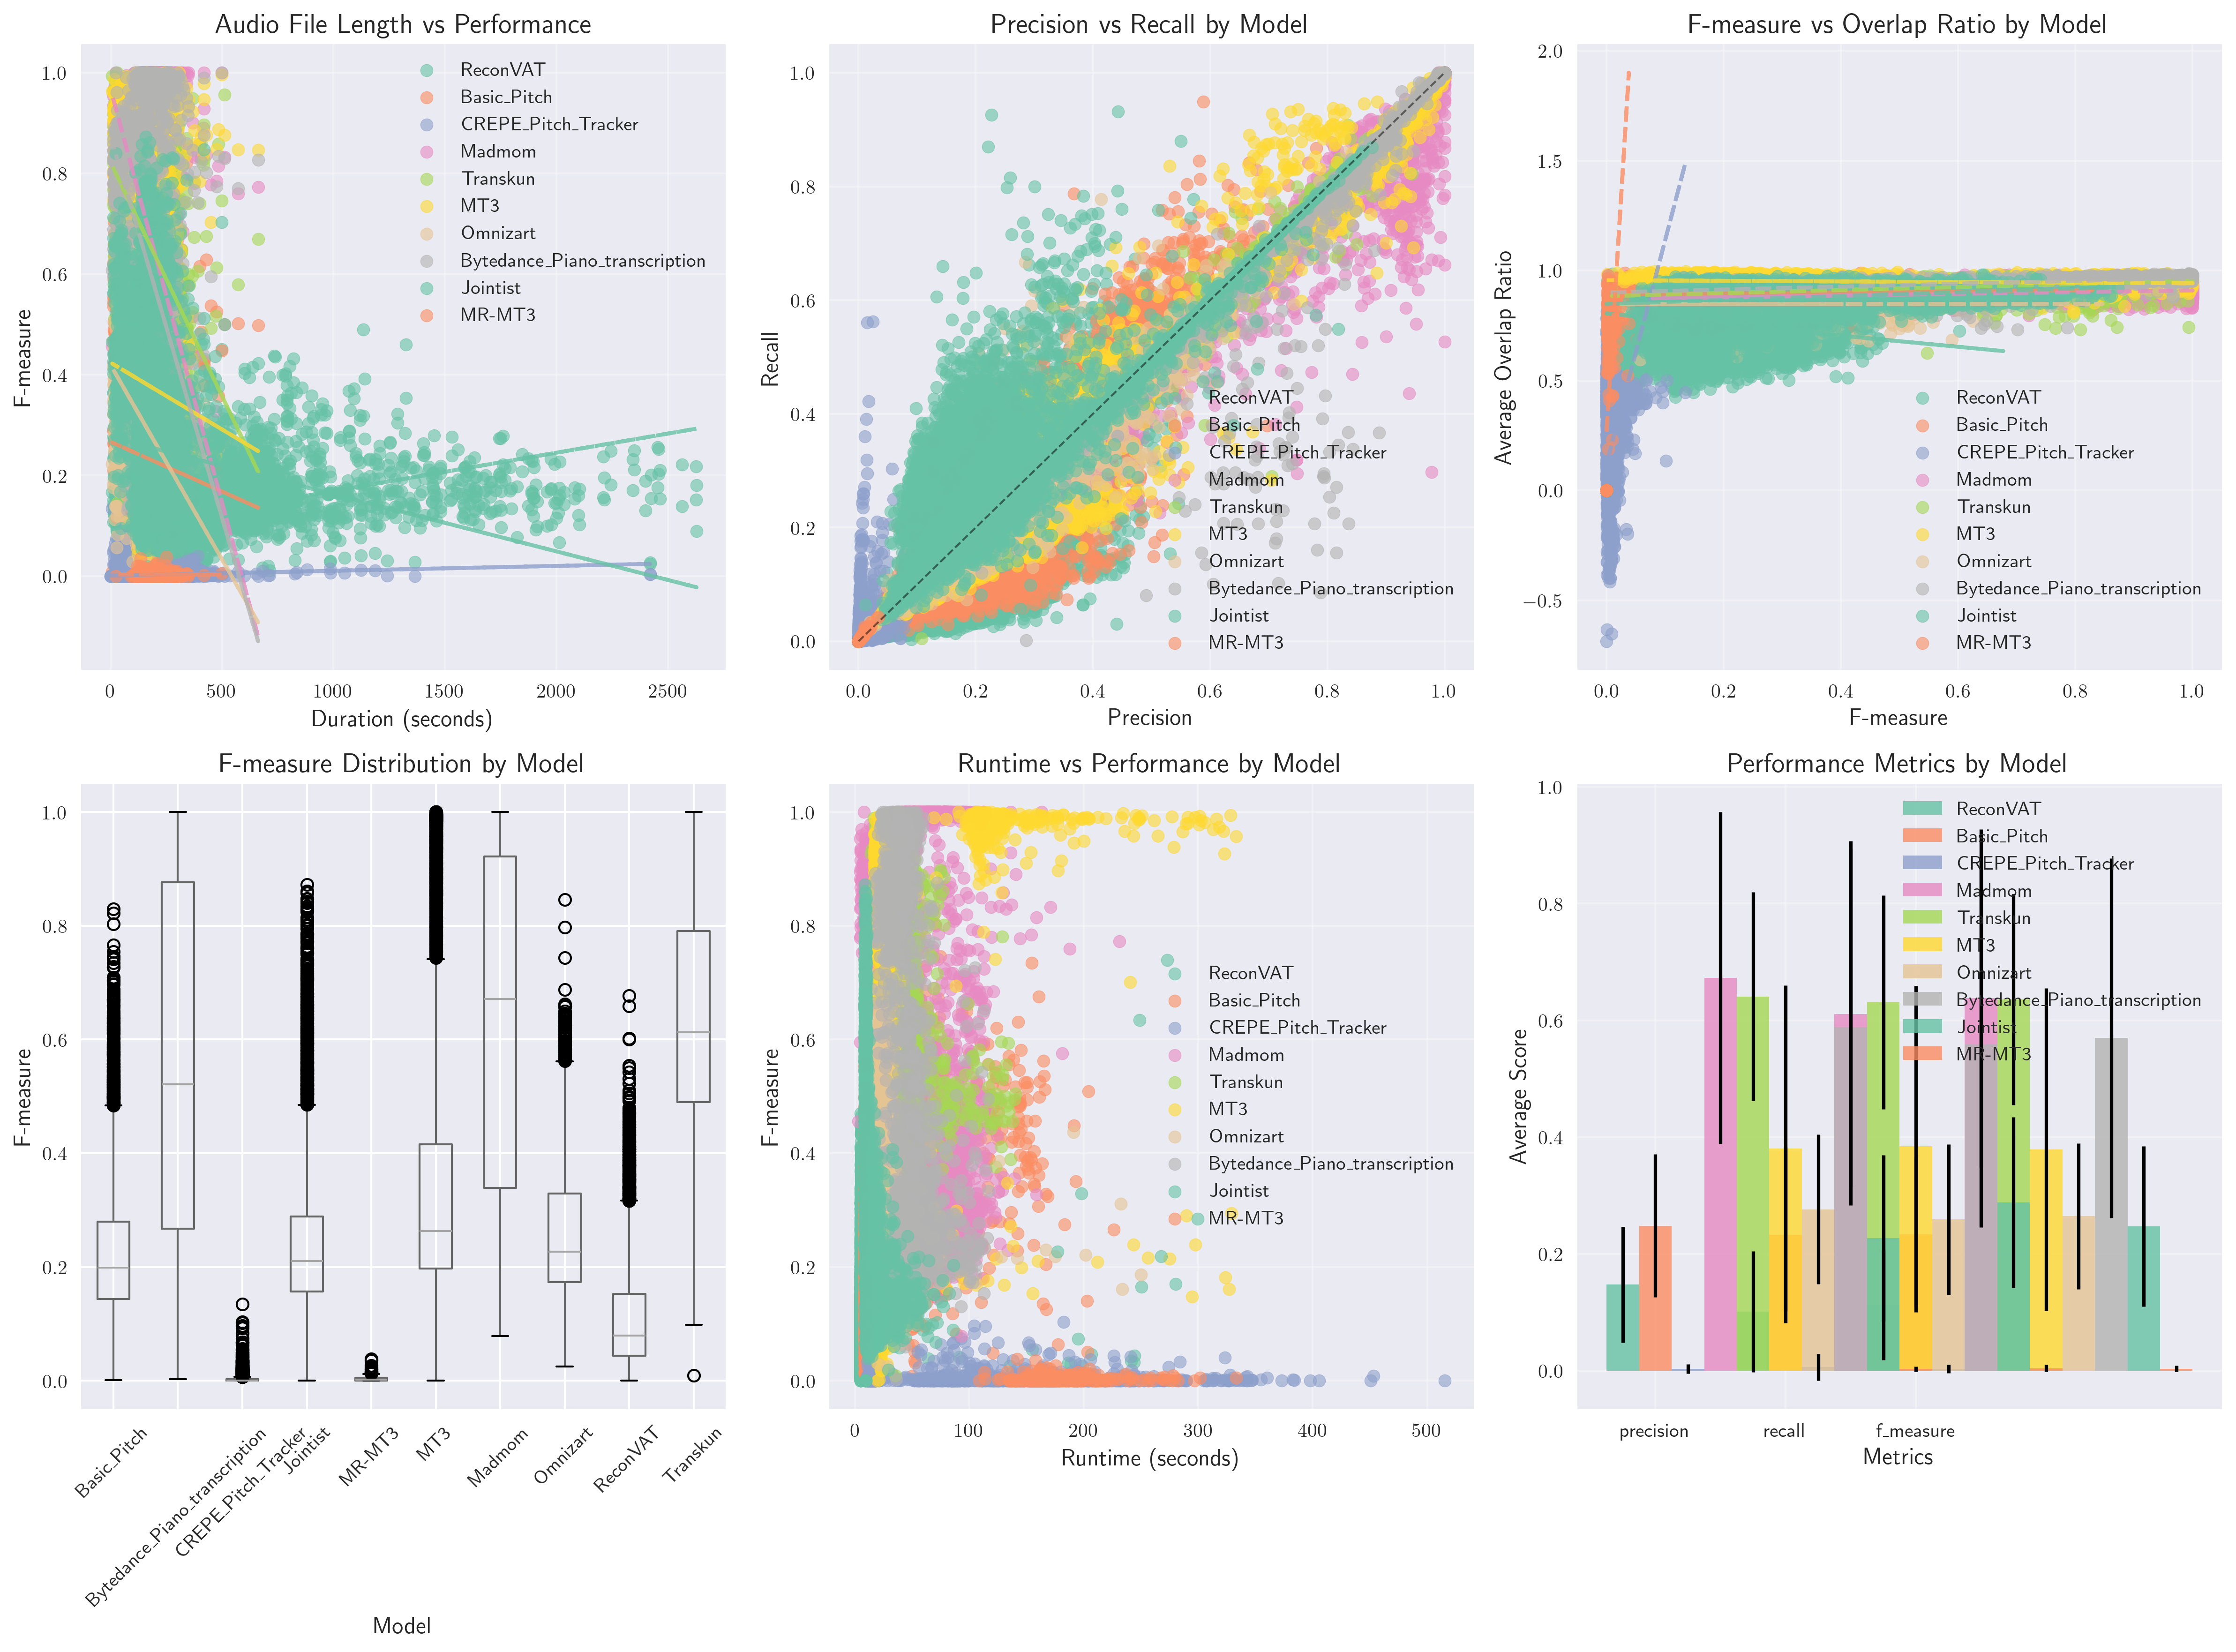 Audio File Length vs Performance
1.0
0.8
0.6
0.4
0.2
0.0
F-measure
0
500
1000
1500
2000
2500
Duration (seconds)
ReconVAT
Basic_Pitch
CREPE_Pitch_Tracker
Madmom
Transkun
MT3
Omnizart
Bytedance_Piano_transcription
Jointist
MR-MT3
Precision vs Recall by Model
1.0
0.8
0.6
0.4
0.2
0.0
Recall
0.0
0.2
0.4
0.6
0.8
1.0
Precision
ReconVAT
Basic_Pitch
CREPE_Pitch_Tracker
Madmom
Transkun
MT3
Omnizart
Bytedance_Piano_transcription
Jointist
MR-MT3
F-measure vs Overlap Ratio by Model
2.0
1.5
1.0
0.5
0.0
−0.5
Average Overlap Ratio
0.0
0.2
0.4
0.6
0.8
1.0
F-measure
ReconVAT
Basic_Pitch
CREPE_Pitch_Tracker
Madmom
Transkun
MT3
Omnizart
Bytedance_Piano_transcription
Jointist
MR-MT3
F-measure Distribution by Model
1.0
0.8
0.6
0.4
0.2
0.0
F-measure
Basic_Pitch
Bytedance_Piano_transcription
CREPE_Pitch_Tracker
Jointist
MR-MT3
MT3
Madmom
Omnizart
ReconVAT
Transkun
Model
Runtime vs Performance by Model
1.0
0.8
0.6
0.4
0.2
0.0
F-measure
0
100
200
300
400
500
Runtime (seconds)
ReconVAT
Basic_Pitch
CREPE_Pitch_Tracker
Madmom
Transkun
MT3
Omnizart
Bytedance_Piano_transcription
Jointist
MR-MT3
Performance Metrics by Model
1.0
0.8
0.6
0.4
0.2
0.0
Average Score
precision
recall
f_measure
Metrics
ReconVAT
Basic_Pitch
CREPE_Pitch_Tracker
Madmom
Transkun
MT3
Omnizart
Bytedance_Piano_transcription
Jointist
MR-MT3